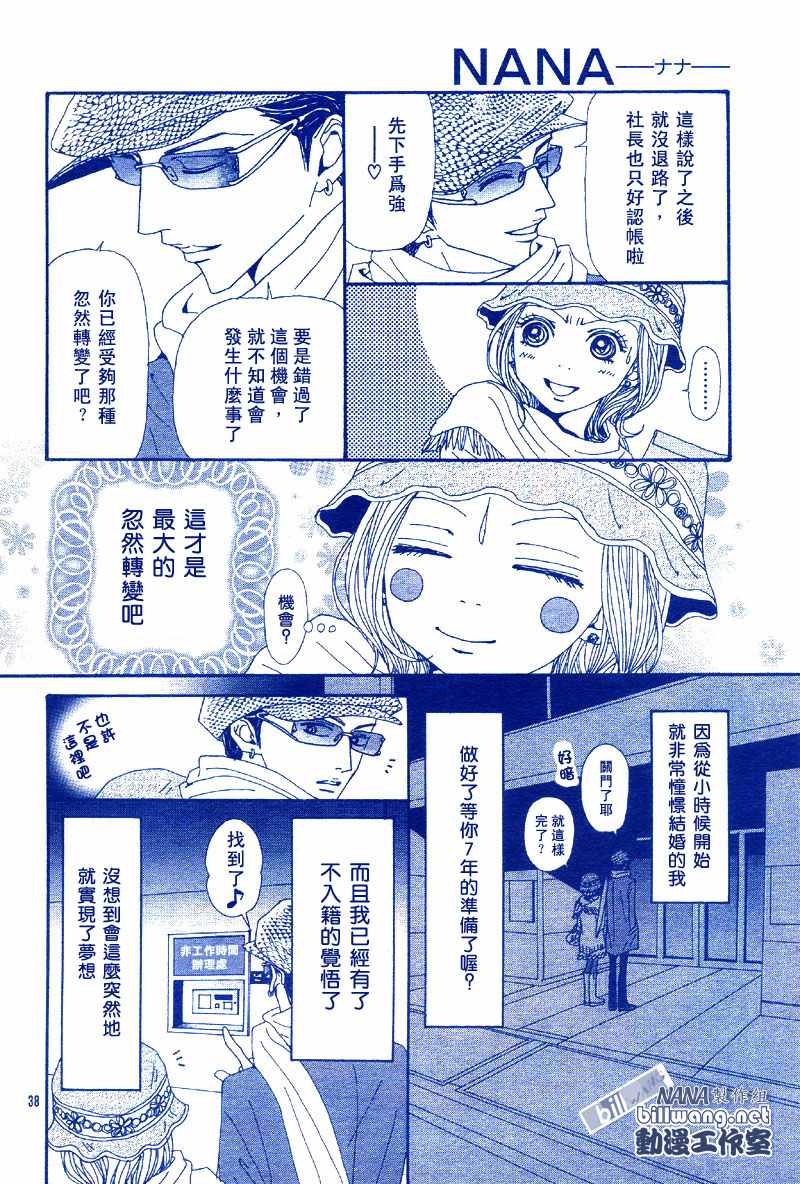 NANA——ナナ——
這樣說了之後
就沒退路了，
社長也只好認帳啦
先下手爲強
——♡
要是錯過了
這個機會，
就不知道會
發生什麼事了
你已經受夠那種
忽然轉變了吧？
………
這才是
最大的
忽然轉變吧
機會？
因爲從小時候開始
就非常憧憬結婚的我
關門了耶
好暗
就這樣
完了？
做好了等你7年的準備了喔？
也許
不是
這裡吧
而且我已經有了
不入籍的覺悟了
找到了♪
非工作時間
辦理處
沒想到會這麼突然地
就實現了夢想
38
bill
NANA製作組
billwang.net
動漫工作室